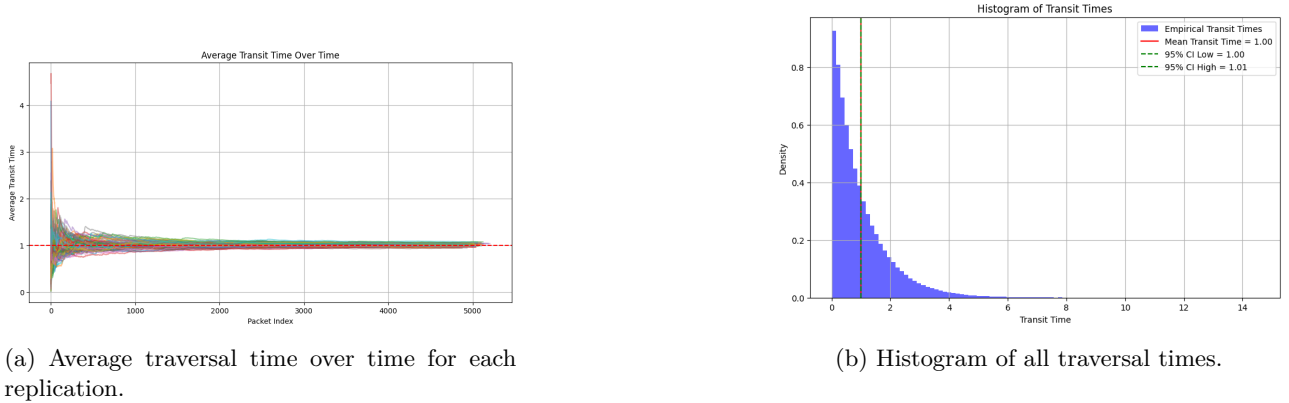 Average Transit Time Over Time
Average Transit Time
4
3
2
1
0
0 1000 2000 3000 4000 5000
Packet Index
(a) Average traversal time over time for each
replication.
Histogram of Transit Times
Empirical Transit Times
Mean Transit Time = 1.00
95% CI Low = 1.00
95% CI High = 1.01
Density
0.8
0.6
0.4
0.2
0.0
0 2 4 6 8 10 12 14
Transit Time
(b) Histogram of all traversal times.